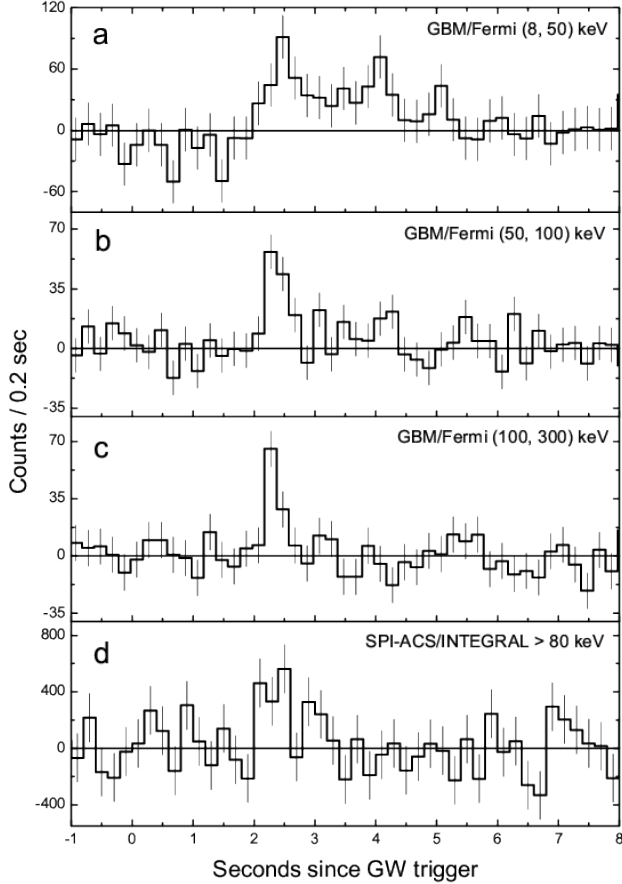 a
GBM/Fermi (8, 50) keV
120
60
0
-60
b
GBM/Fermi (50, 100) keV
70
35
0
-35
c
GBM/Fermi (100, 300) keV
70
35
0
-35
d
SPI-ACS/INTEGRAL > 80 keV
800
400
0
-400
Counts / 0.2 sec
-1 0 1 2 3 4 5 6 7 8
Seconds since GW trigger